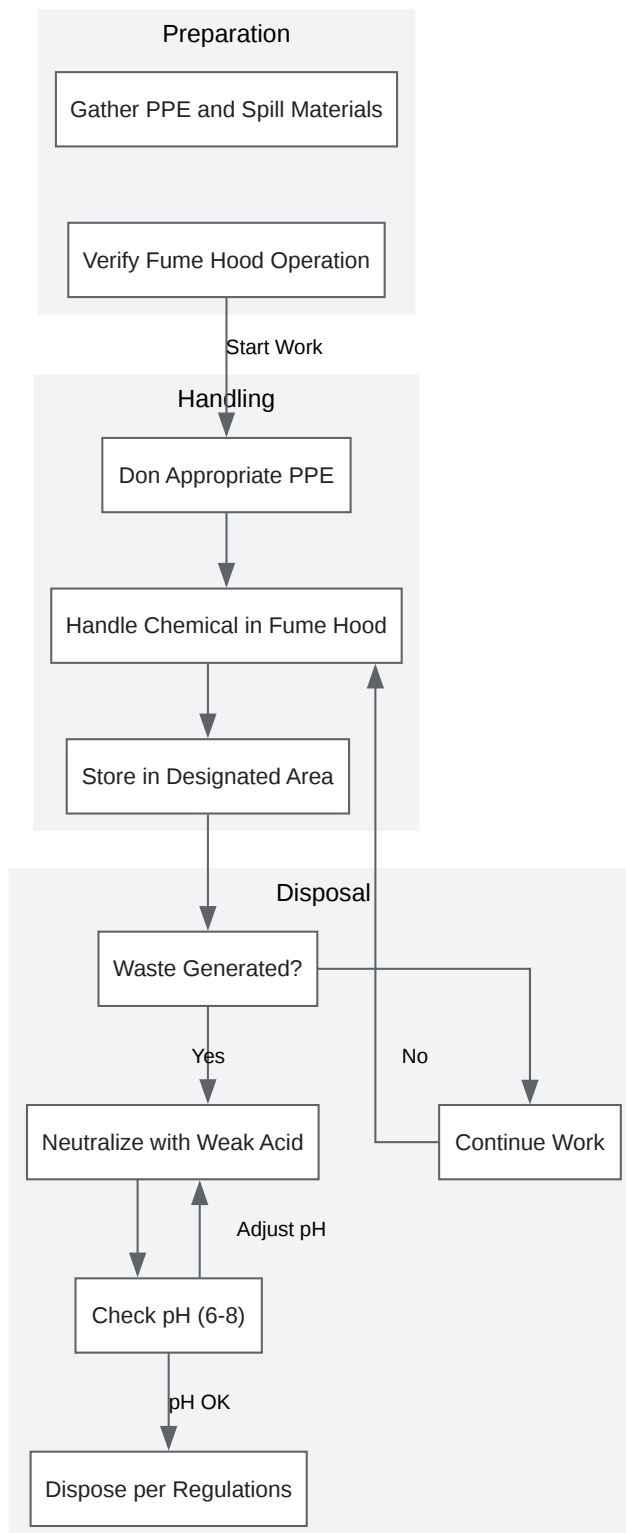 Preparation
Gather PPE and Spill Materials
Verify Fume Hood Operation
Start Work
Handling
Don Appropriate PPE
Handle Chemical in Fume Hood
Store in Designated Area
Disposal
Waste Generated?
Yes
No
Neutralize with Weak Acid
Continue Work
Adjust pH
Check pH (6-8)
pH OK
Dispose per Regulations